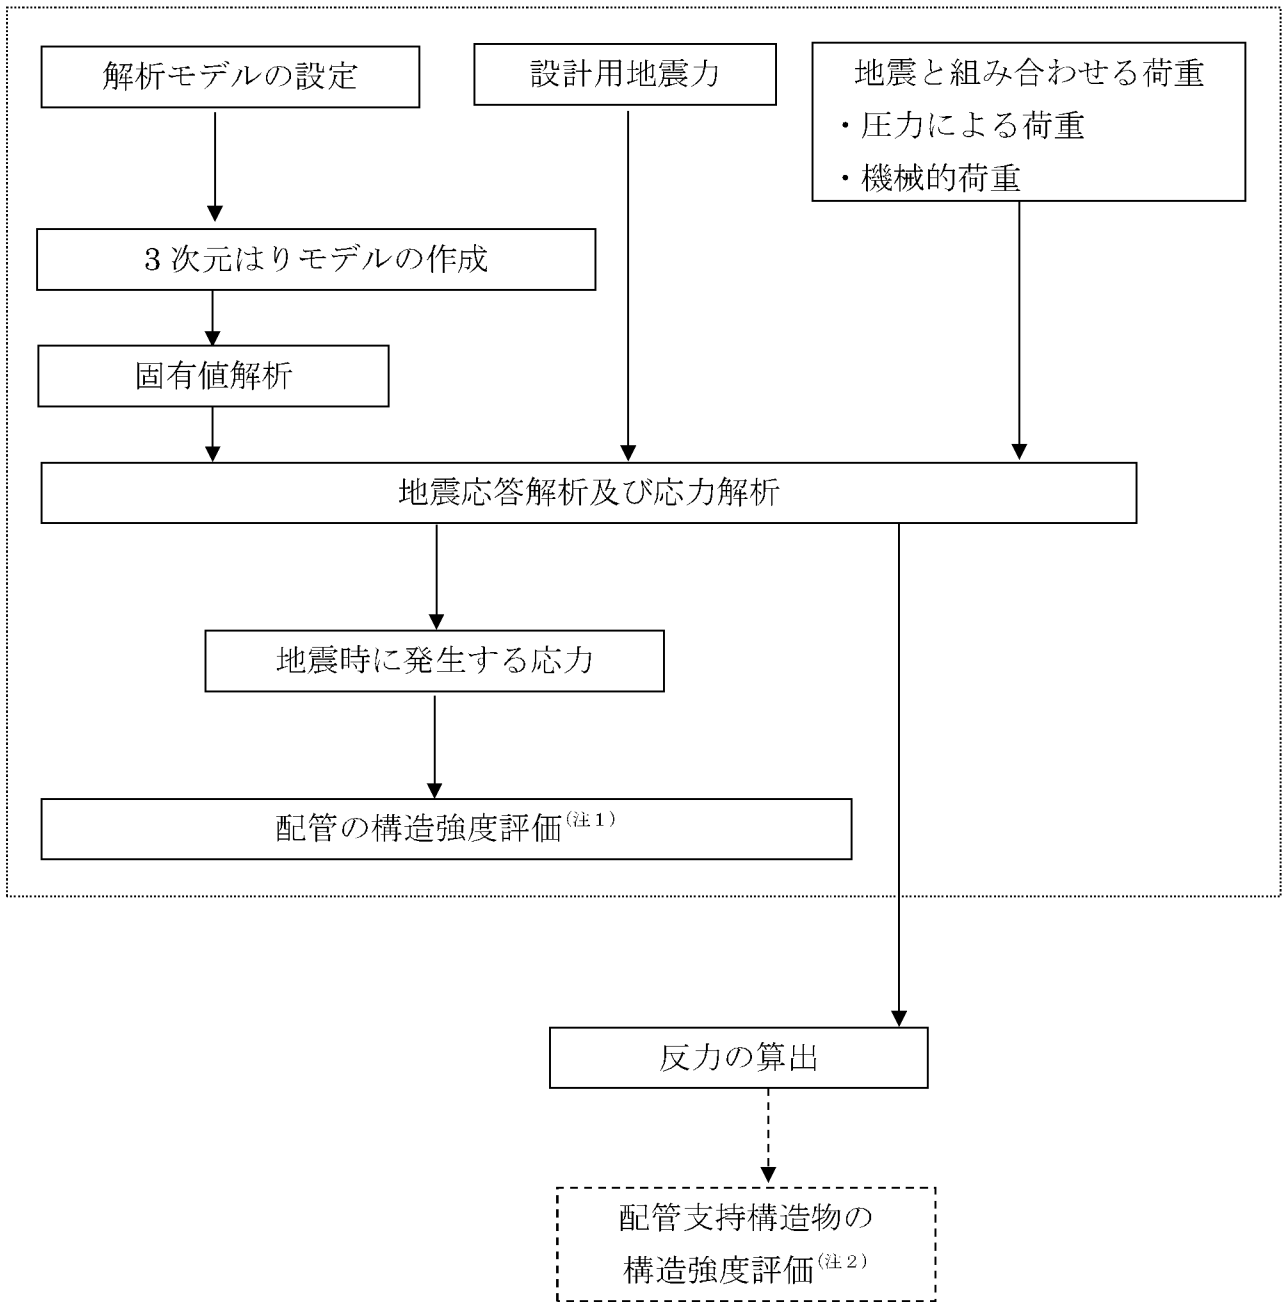 解析モデルの設定
設計用地震力
地震と組み合わせる荷重
・圧力による荷重
・機械的荷重
3次元はりモデルの作成
固有値解析
地震応答解析及び応力解析
地震時に発生する応力
配管の構造強度評価(注1)
反力の算出
配管支持構造物の
構造強度評価(注2)